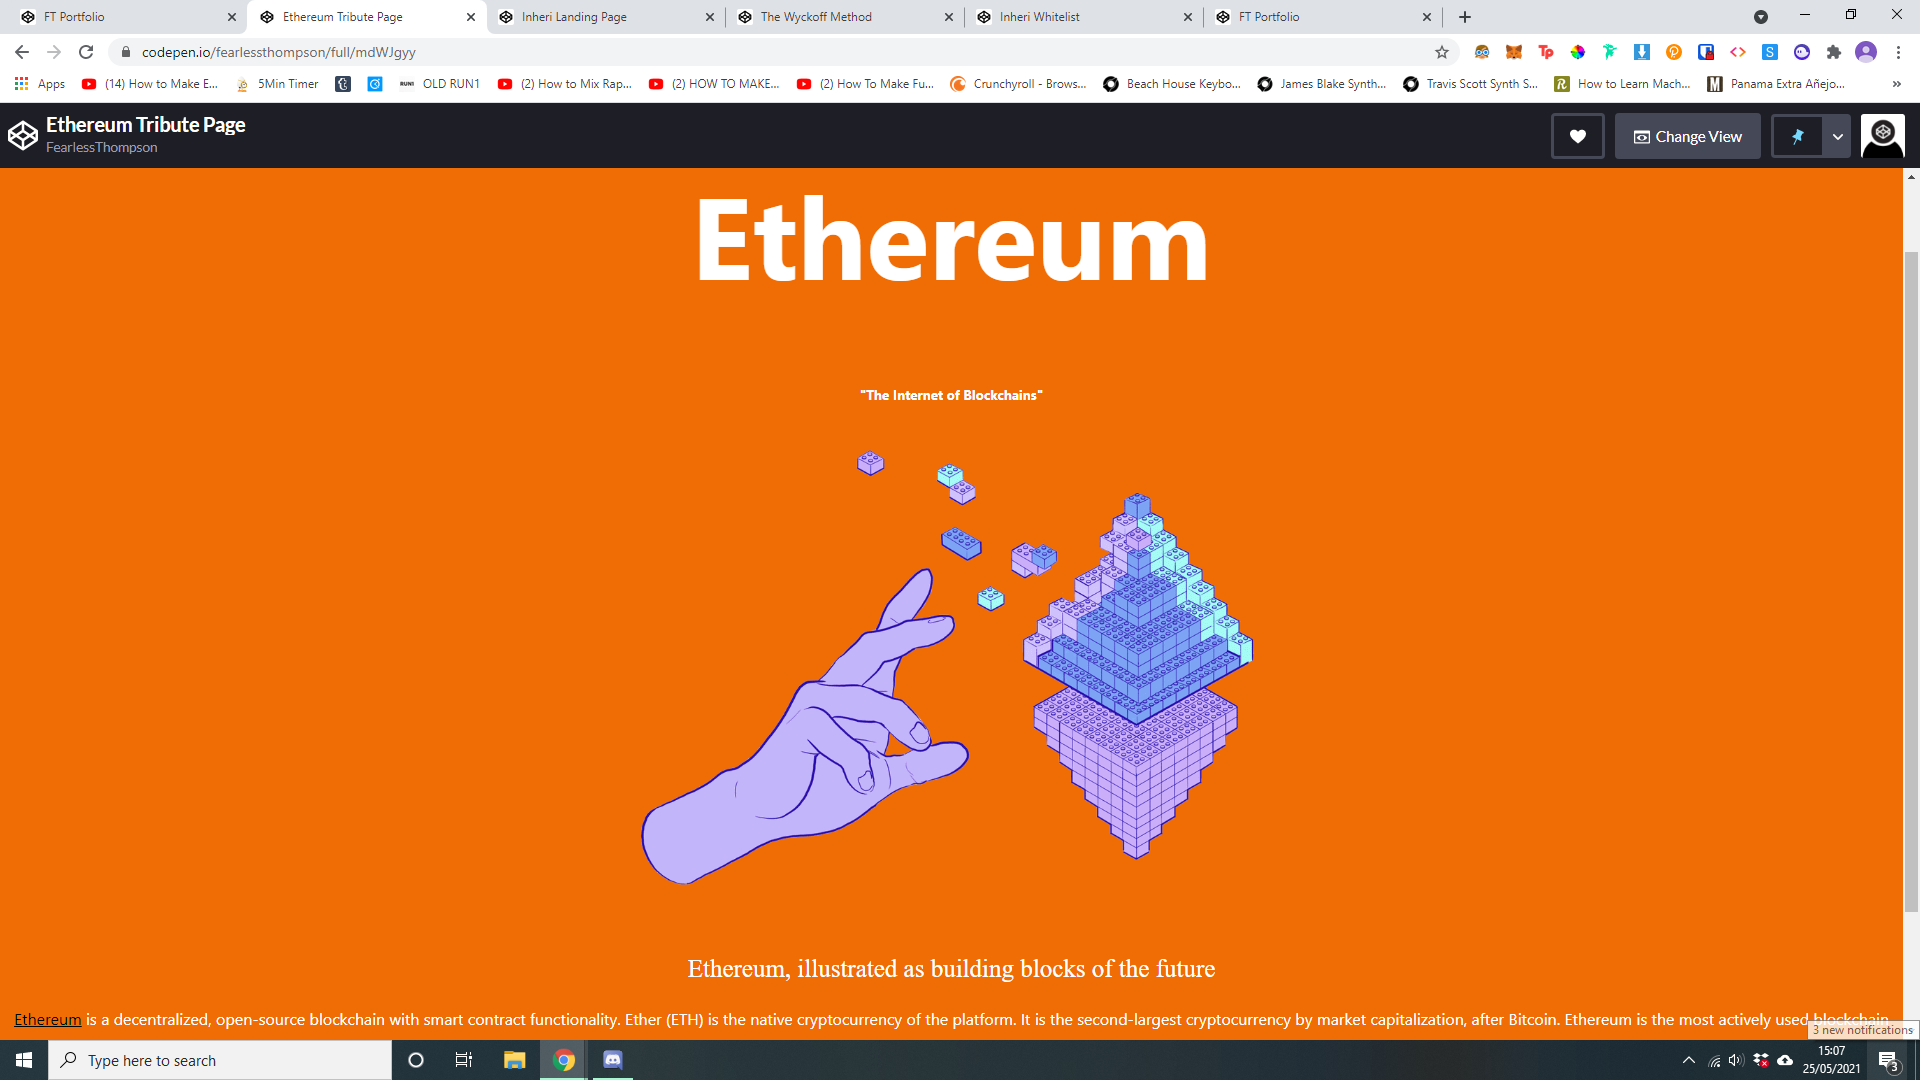 FT Portfolio
Ethereum Tribute Page
Inheri Landing Page
The Wyckoff Method
Inheri Whitelist
FT Portfolio
codepen.io/fearlessthompson/full/mdWJgyy
Apps
(14) How to Make E...
5Min Timer
RUN1
OLD RUN1
(2) How to Mix Rap...
(2) HOW TO MAKE...
(2) How To Make Fu...
Crunchyroll - Brows...
Beach House Keybo...
James Blake Synth...
Travis Scott Synth S...
How to Learn Mach...
Panama Extra Añejo...
Ethereum Tribute Page
FearlessThompson
Change View
Ethereum
"The Internet of Blockchains"
Ethereum, illustrated as building blocks of the future
Ethereum is a decentralized, open-source blockchain with smart contract functionality. Ether (ETH) is the native cryptocurrency of the platform. It is the second-largest cryptocurrency by market capitalization, after Bitcoin. Ethereum is the most actively used blockchain.
3 new notifications
Type here to search
15:07
25/05/2021
3